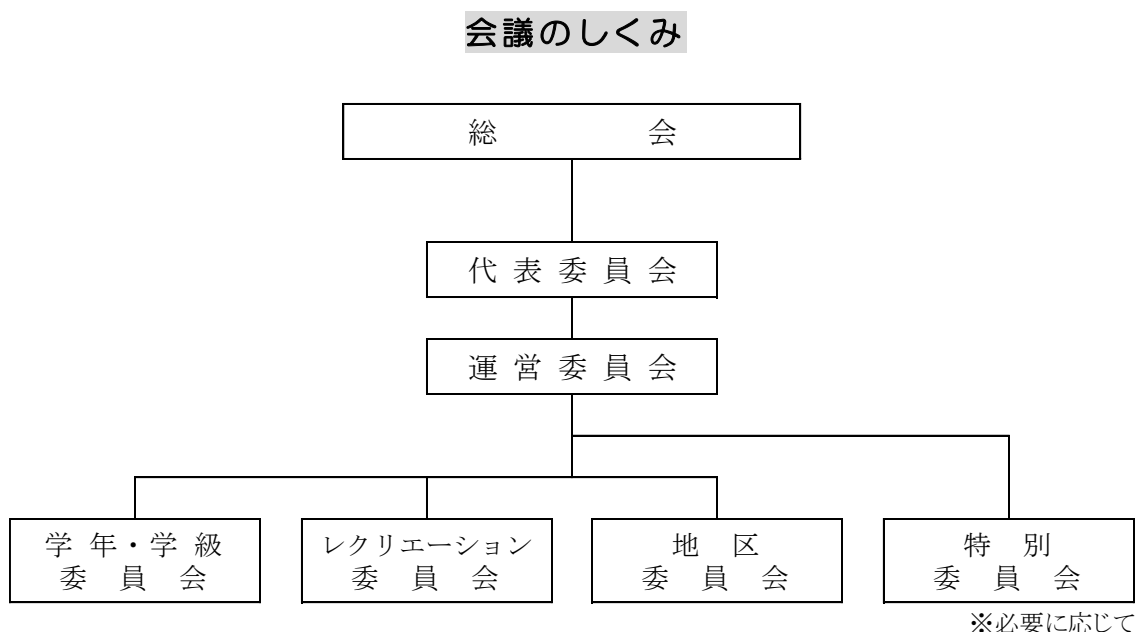 会議のしくみ
総　　　　会
代 表 委 員 会
運 営 委 員 会
学 年・学 級
委　員　会
レクリエーション
委　員　会
地　区
委　員　会
特　別
委　員　会
※必要に応じて